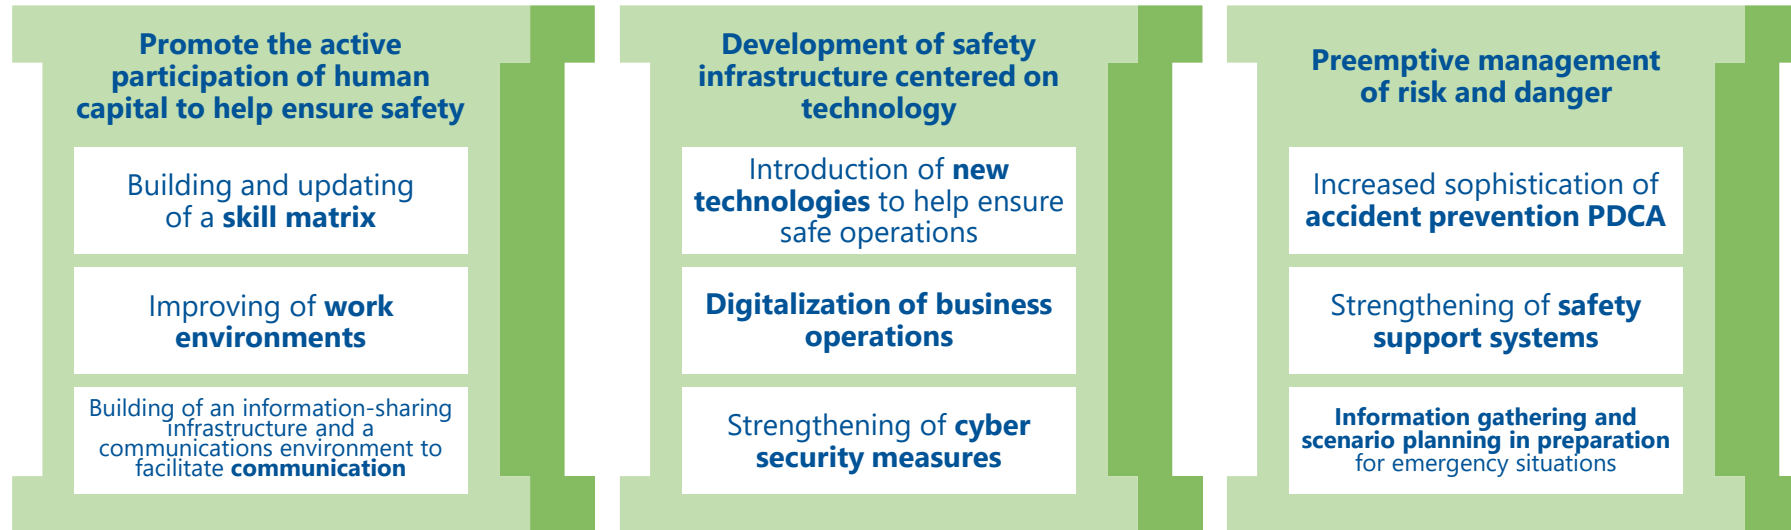 Promote the active
participation of human
capital to help ensure safety
Building and updating
of a skill matrix
Improving of work
environments
Building of an information-sharing
infrastructure and a
communications environment to
facilitate communication
Development of safety
infrastructure centered on
technology
Introduction of new
technologies to help ensure
safe operations
Digitalization of business
operations
Strengthening of cyber
security measures
Preemptive management
of risk and danger
Increased sophistication of
accident prevention PDCA
Strengthening of safety
support systems
Information gathering and
scenario planning in preparation
for emergency situations